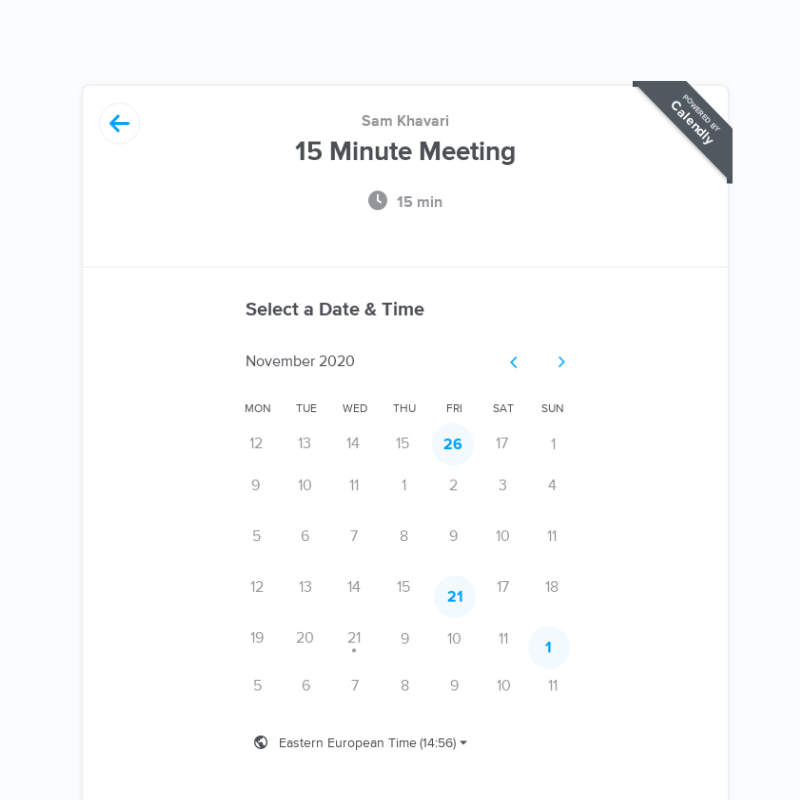 POWERED BY
Calendly
Sam Khavari
15 Minute Meeting
15 min
Select a Date & Time
November 2020
MON TUE WED THU FRI SAT SUN
12 13 14 15 26 17 1
9 10 11 1 2 3 4
5 6 7 8 9 10 11
12 13 14 15 21 17 18
19 20 21 9 10 11 1
5 6 7 8 9 10 11
Eastern European Time (14:56)